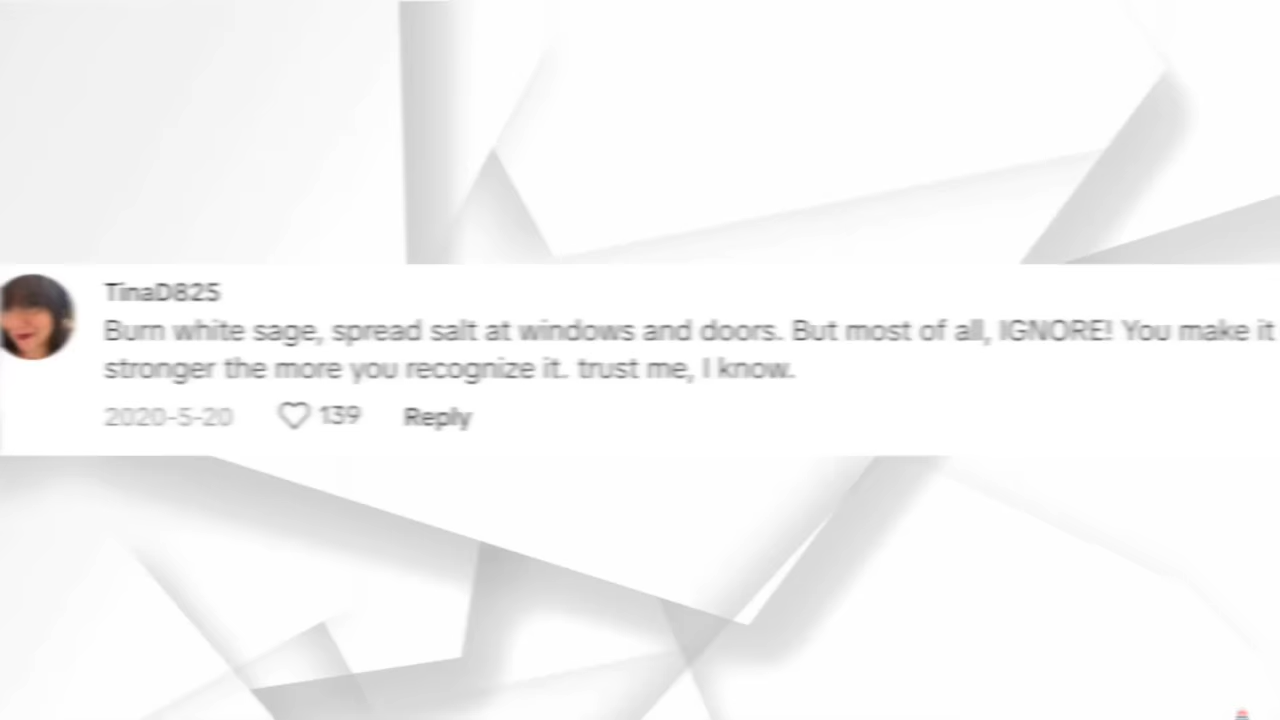 TinaD825
Burn white sage, spread salt at windows and doors. But most of all, IGNORE! You make it
stronger the more you recognize it.. trust me, I know.
2020-5-20 139 Reply